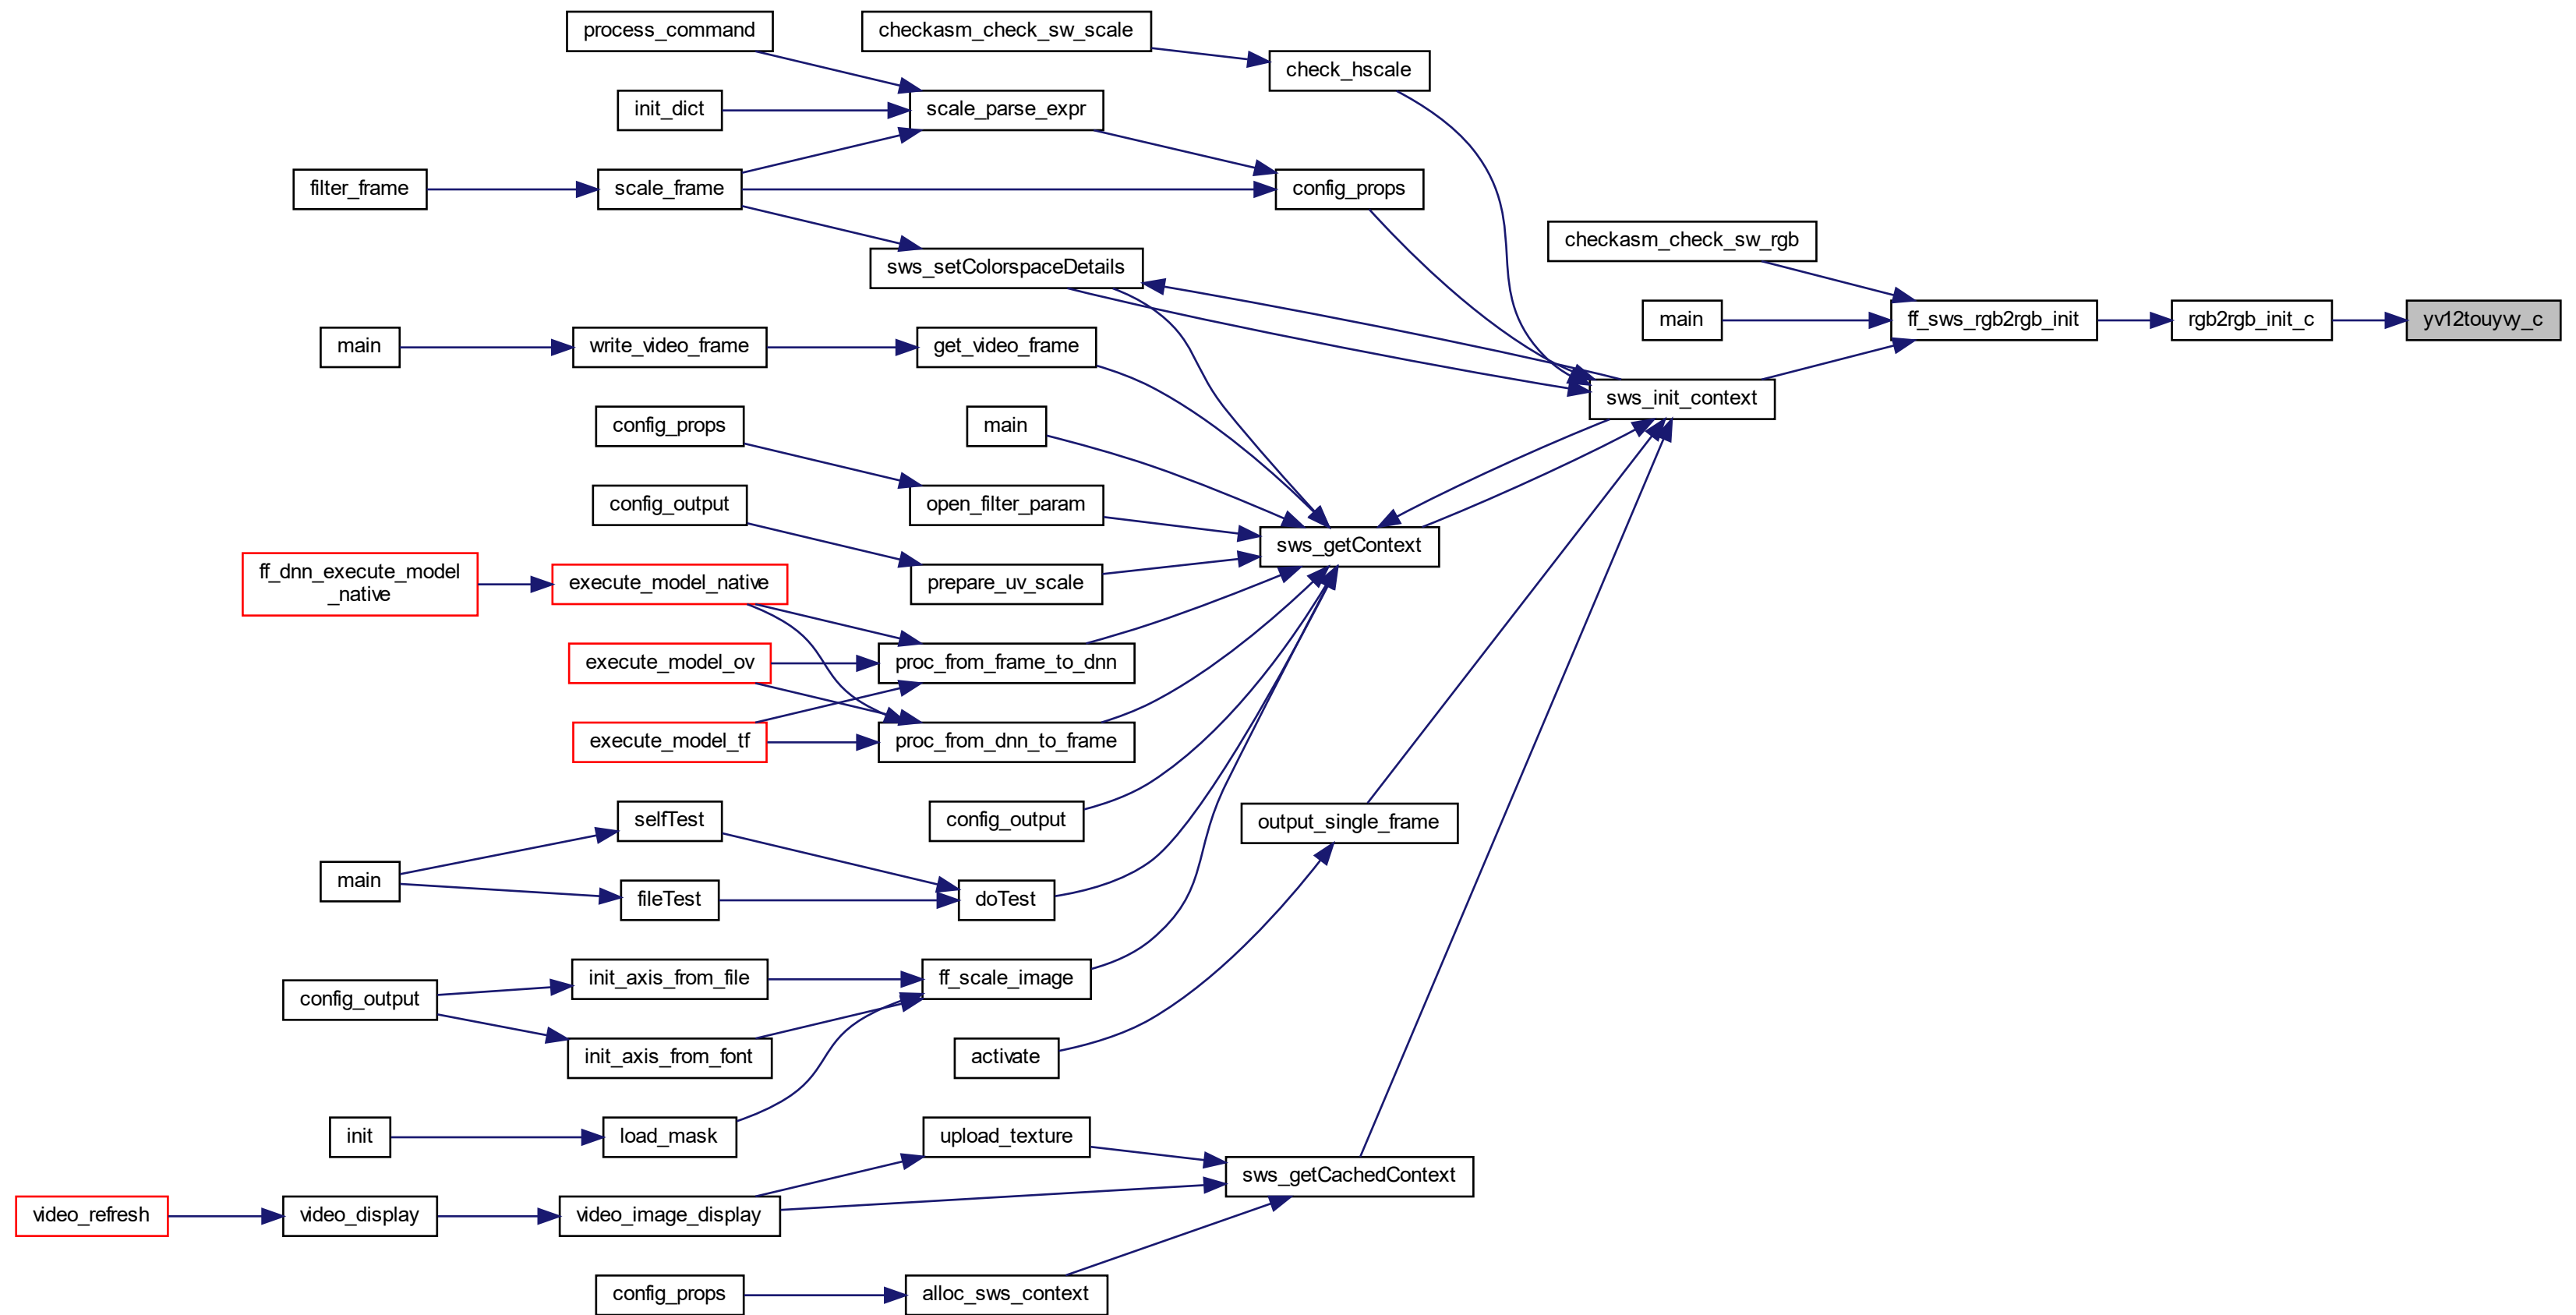 process_command
checkasm_check_sw_scale
check_hscale
init_dict
scale_parse_expr
filter_frame
scale_frame
config_props
checkasm_check_sw_rgb
sws_setColorspaceDetails
main
ff_sws_rgb2rgb_init
rgb2rgb_init_c
yv12touyvy_c
main
write_video_frame
get_video_frame
sws_init_context
config_props
main
config_output
open_filter_param
sws_getContext
ff_dnn_execute_model
_native
execute_model_native
prepare_uv_scale
execute_model_ov
proc_from_frame_to_dnn
execute_model_tf
proc_from_dnn_to_frame
selfTest
config_output
output_single_frame
main
fileTest
doTest
config_output
init_axis_from_file
ff_scale_image
init_axis_from_font
activate
init
load_mask
upload_texture
sws_getCachedContext
video_refresh
video_display
video_image_display
config_props
alloc_sws_context